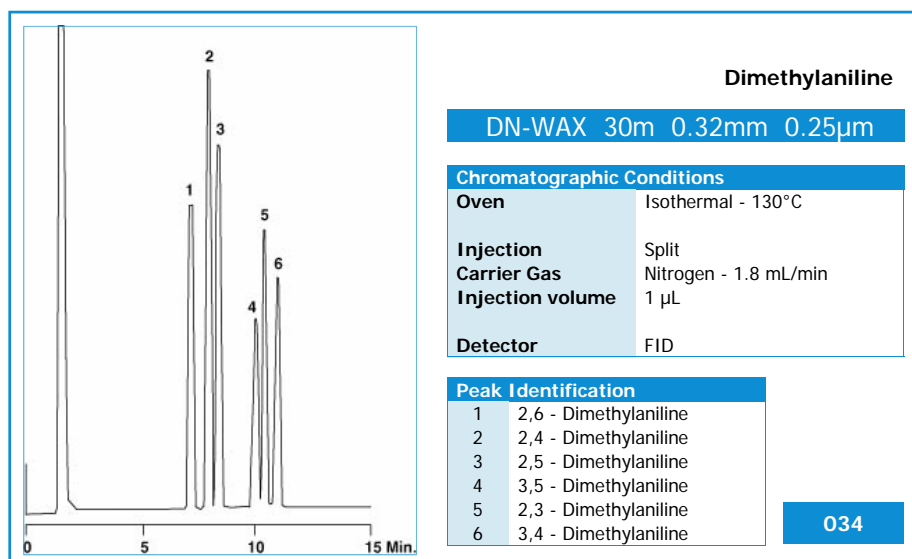 Dimethylaniline
DN-WAX 30m 0.32mm 0.25µm
Chromatographic Conditions
Oven Isothermal - 130°C
Injection Split
Carrier Gas Nitrogen - 1.8 mL/min
Injection volume 1 µL
Detector FID
Peak Identification
1 2,6 - Dimethylaniline
2 2,4 - Dimethylaniline
3 2,5 - Dimethylaniline
4 3,5 - Dimethylaniline
5 2,3 - Dimethylaniline
6 3,4 - Dimethylaniline
034
1
2
3
4
5
6
0 5 10 15 Min.